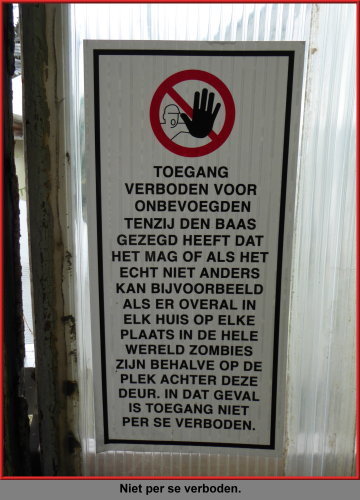 TOEGANG
VERBODEN VOOR
ONBEVOEGDEN
TENZIJ DEN BAAS
GEZEGD HEEFT DAT
HET MAG OF ALS HET
ECHT NIET ANDERS
KAN BIJVOORBEELD
ALS ER OVERAL IN
ELK HUIS OP ELKE
PLAATS IN DE HELE
WERELD ZOMBIES
ZIJN BEHALVE OP DE
PLEK ACHTER DEZE
DEUR. IN DAT GEVAL
IS TOEGANG NIET
PER SE VERBODEN.
Niet per se verboden.